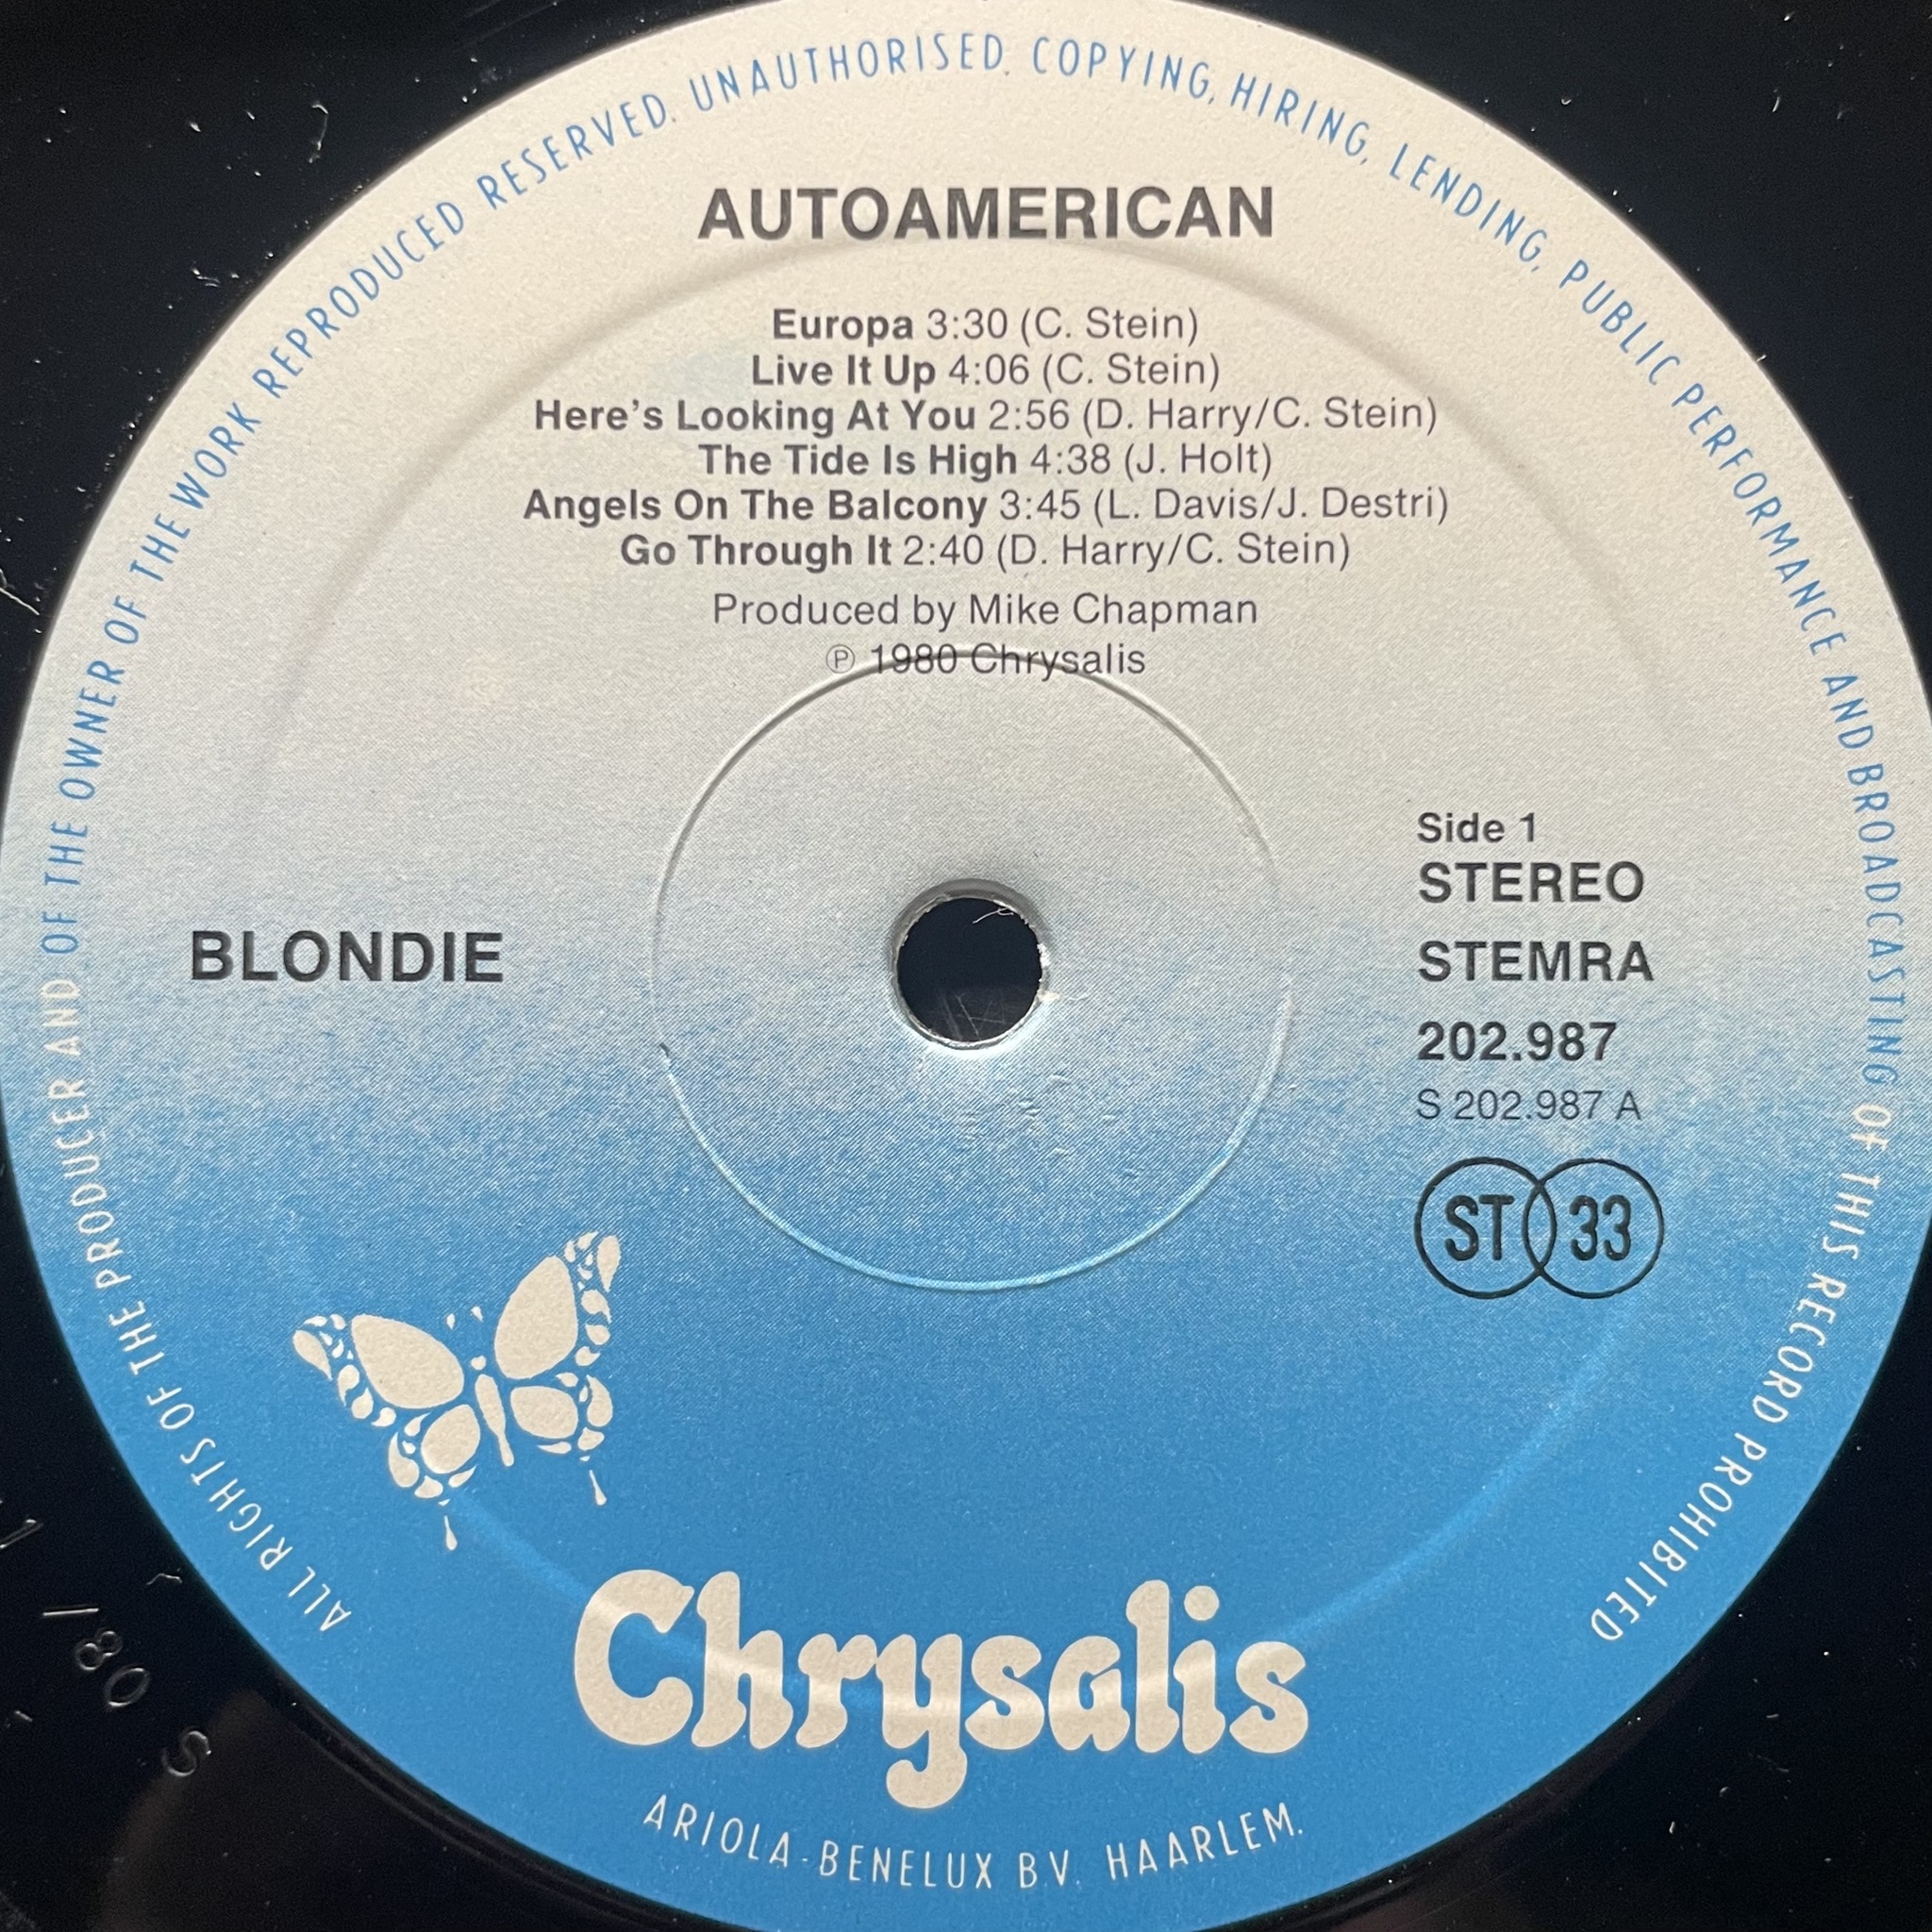 ALL RIGHTS OF THE PRODUCER AND OF THE OWNER OF THE WORK REPRODUCED RESERVED. UNAUTHORISED COPYING, HIRING, LENDING, PUBLIC PERFORMANCE AND BROADCASTING OF THIS RECORD PROHIBITED
AUTOAMERICAN
Europa 3:30 (C. Stein)
Live It Up 4:06 (C. Stein)
Here's Looking At You 2:56 (D. Harry/C. Stein)
The Tide Is High 4:38 (J. Holt)
Angels On The Balcony 3:45 (L. Davis/J. Destri)
Go Through It 2:40 (D. Harry/C. Stein)
Produced by Mike Chapman
℗ 1980 Chrysalis
BLONDIE
Side 1
STEREO
STEMRA
202.987
S 202.987 A
ST 33
Chrysalis
ARIOLA-BENELUX B.V. HAARLEM.